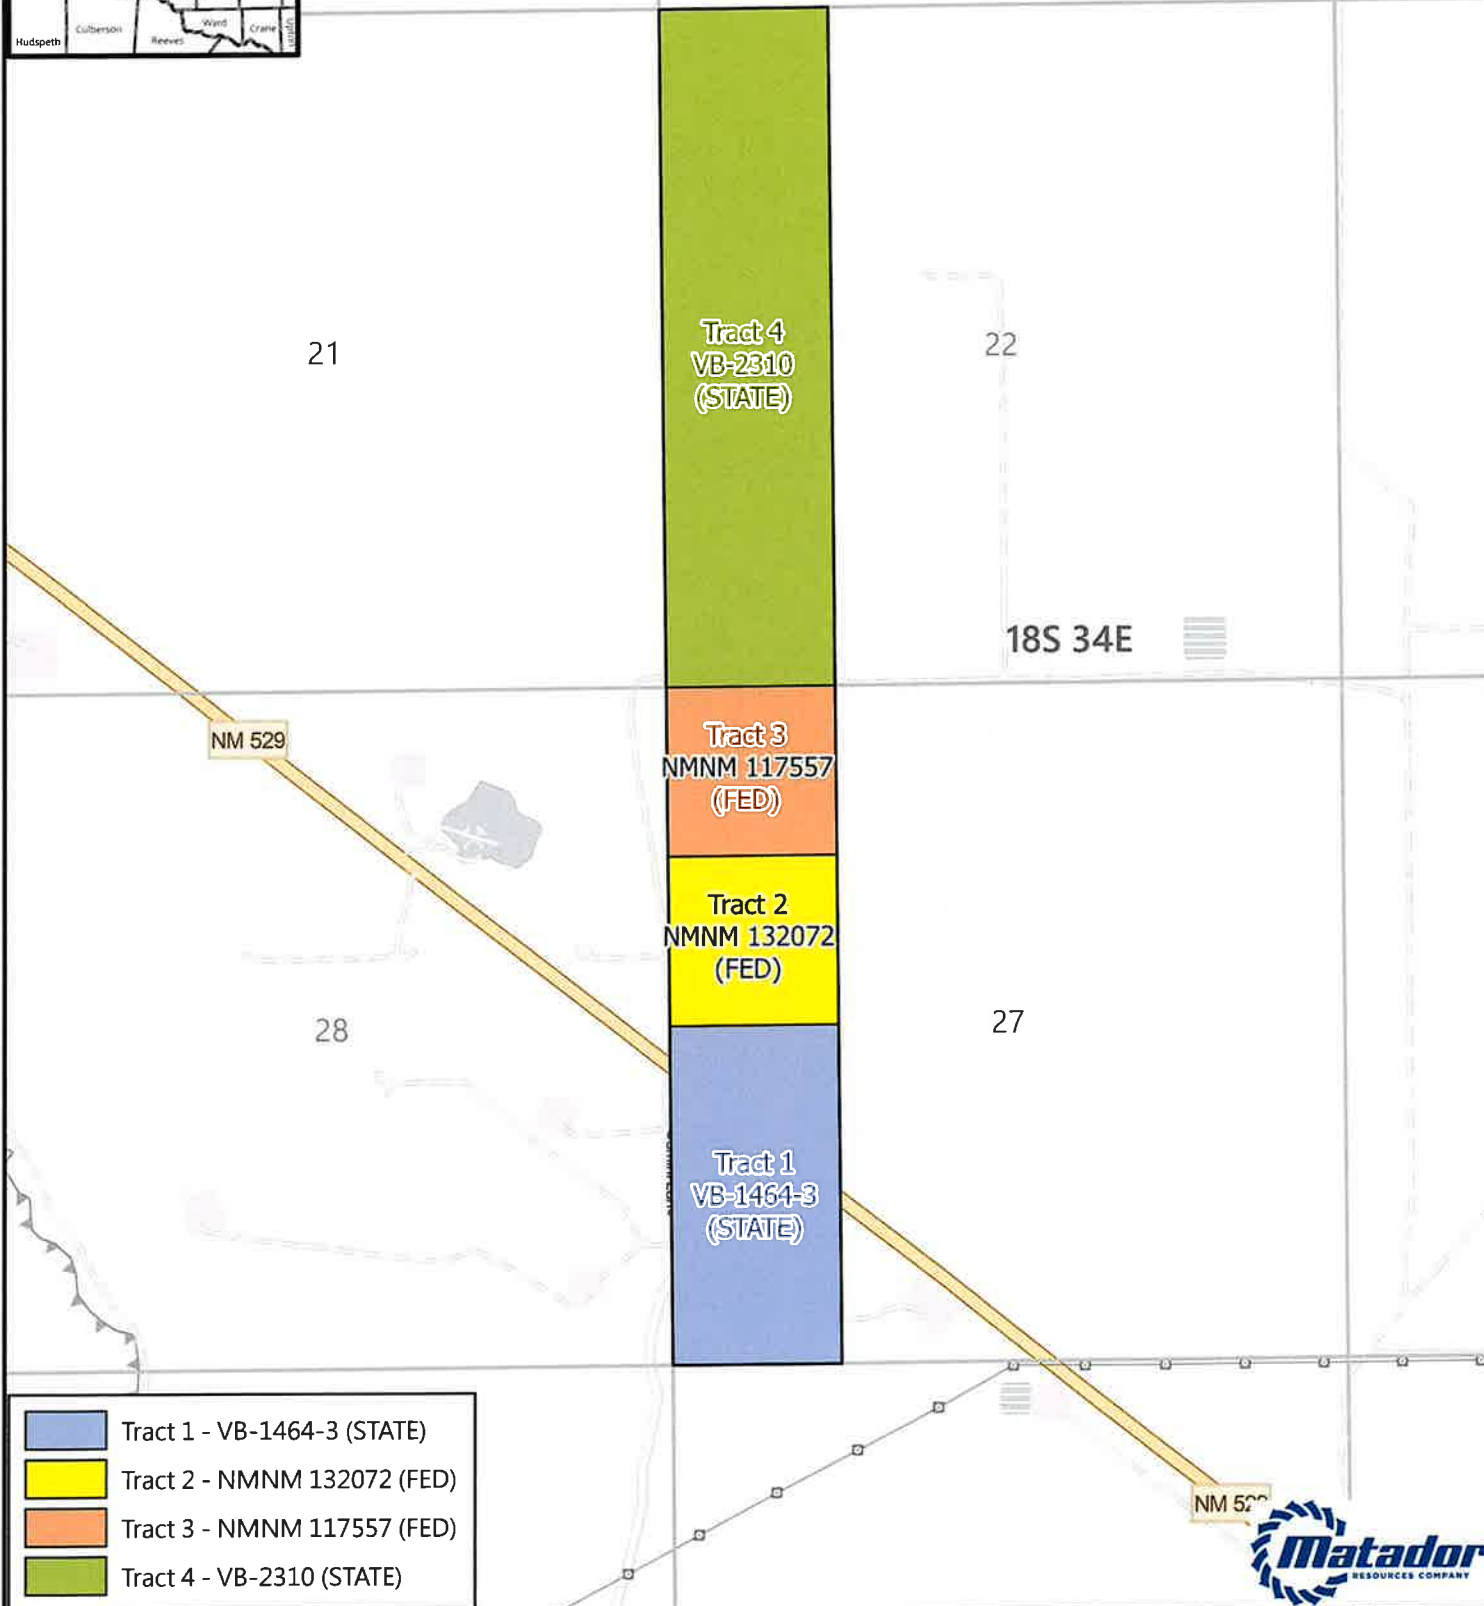 Hudspeth
Culberson
Reeves
Ward
Crane
Upton
21
Tract 4
VB-2310
(STATE)
22
18S 34E
NM 529
Tract 3
NMNM 117557
(FED)
Tract 2
NMNM 132072
(FED)
28
27
Tract 1
VB-1464-3
(STATE)
Tract 1 - VB-1464-3 (STATE)
Tract 2 - NMNM 132072 (FED)
Tract 3 - NMNM 117557 (FED)
Tract 4 - VB-2310 (STATE)
NM
Matador
RESOURCES COMPANY